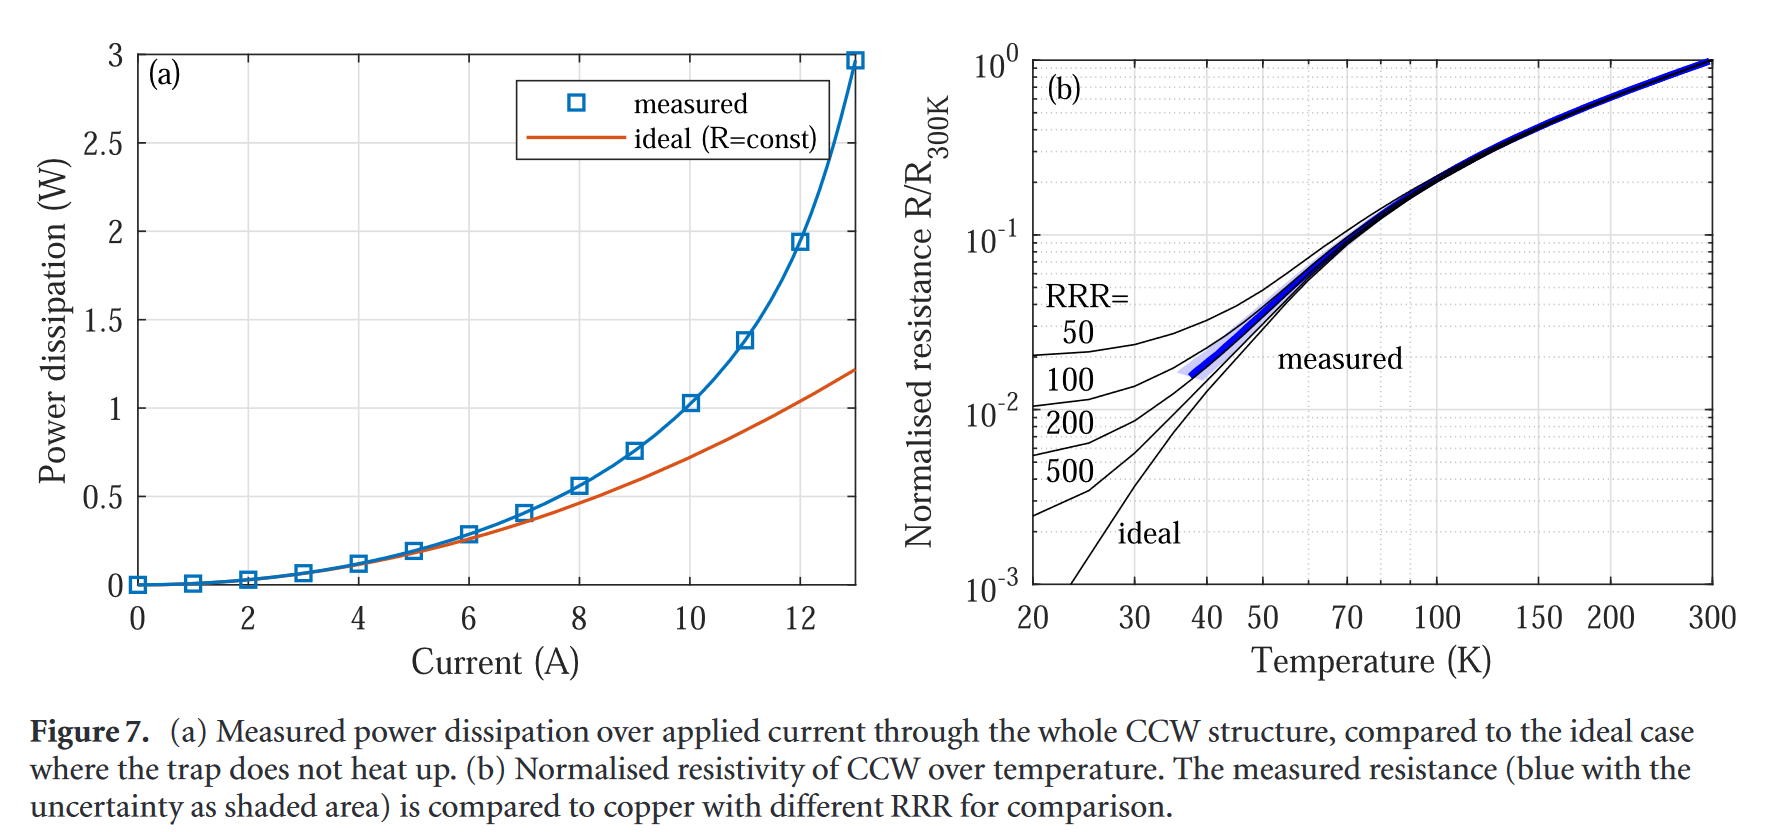 (a)
measured
ideal (R=const)
3
2.5
2
1.5
1
0.5
0
Power dissipation (W)
0 2 4 6 8 10 12
Current (A)
(b)
10⁰
10⁻¹
10⁻²
10⁻³
Normalised resistance R/R₃₀₀K
RRR=
50
100
200
500
ideal
measured
20 30 40 50 70 100 150 200 300
Temperature (K)
Figure 7. (a) Measured power dissipation over applied current through the whole CCW structure, compared to the ideal case
where the trap does not heat up. (b) Normalised resistivity of CCW over temperature. The measured resistance (blue with the
uncertainty as shaded area) is compared to copper with different RRR for comparison.